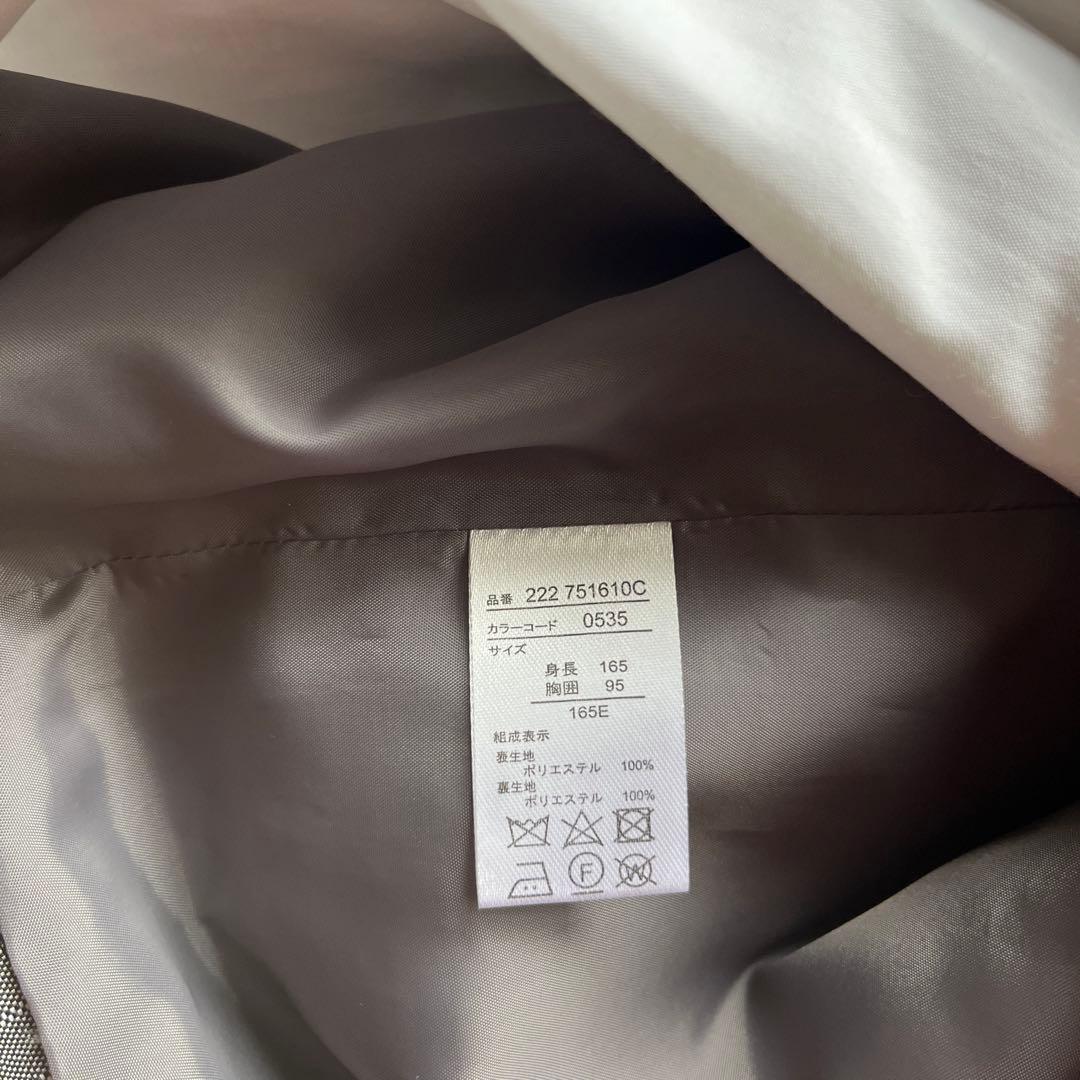 品番 222 751610C
カラーコード 0535
サイズ
身長 165
胸囲 95
165E
組成表示
表生地
ポリエステル 100%
裏生地
ポリエステル 100%
F W